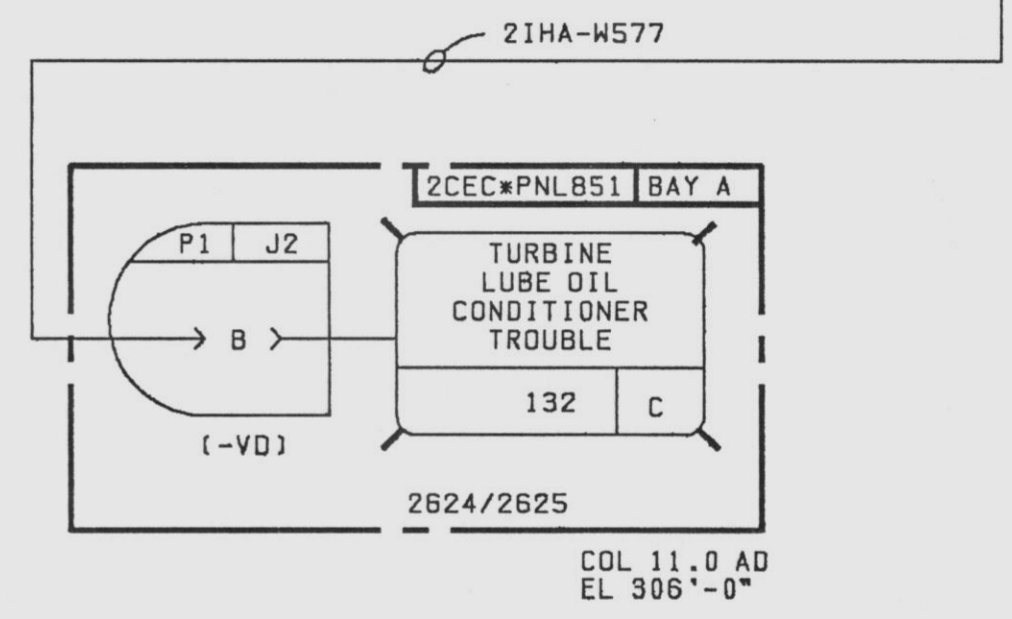 2IHA-W577
2CEC*PNL851 BAY A
P1 J2
TURBINE
LUBE OIL
CONDITIONER
TROUBLE
B
132 C
(-VD)
2624/2625
COL 11.0 AD
EL 306'-0"